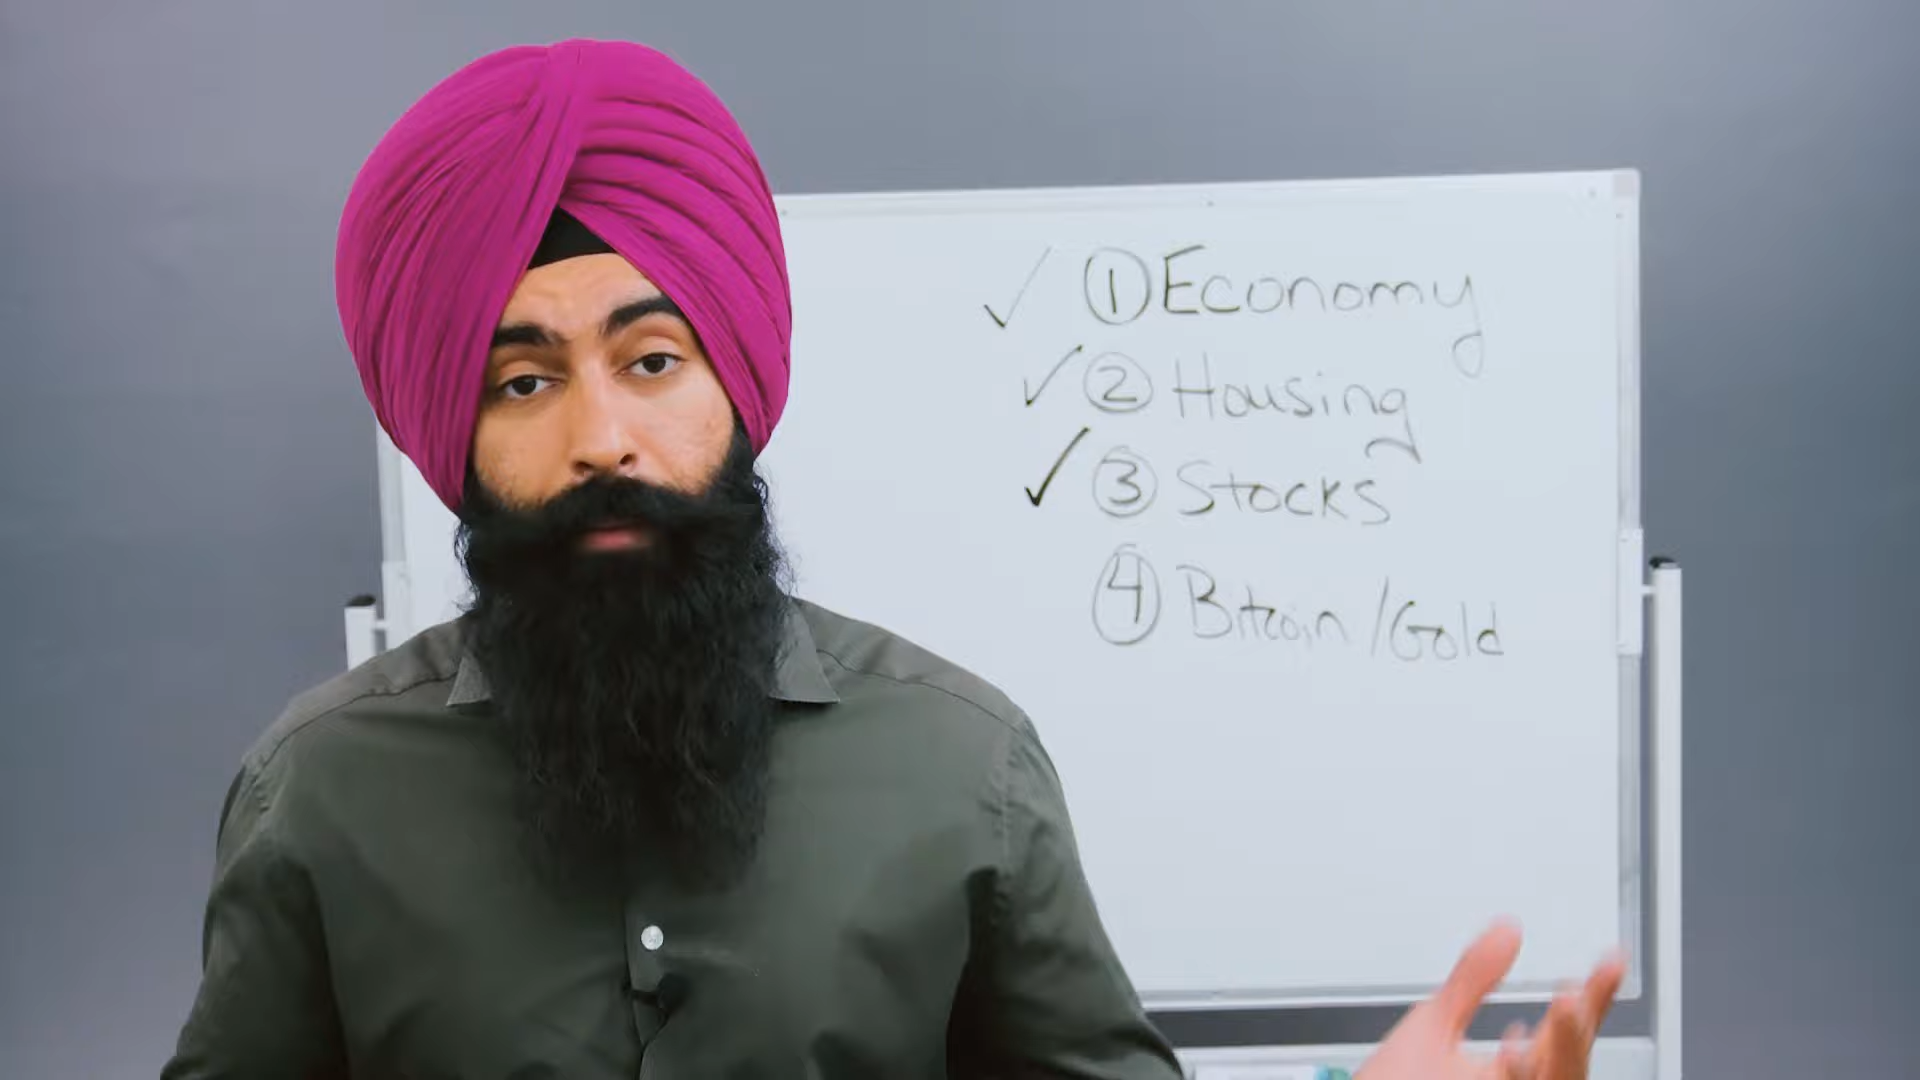 ✓ ① Economy
✓ ② Housing
✓ ③ Stocks
④ Bitcoin/Gold